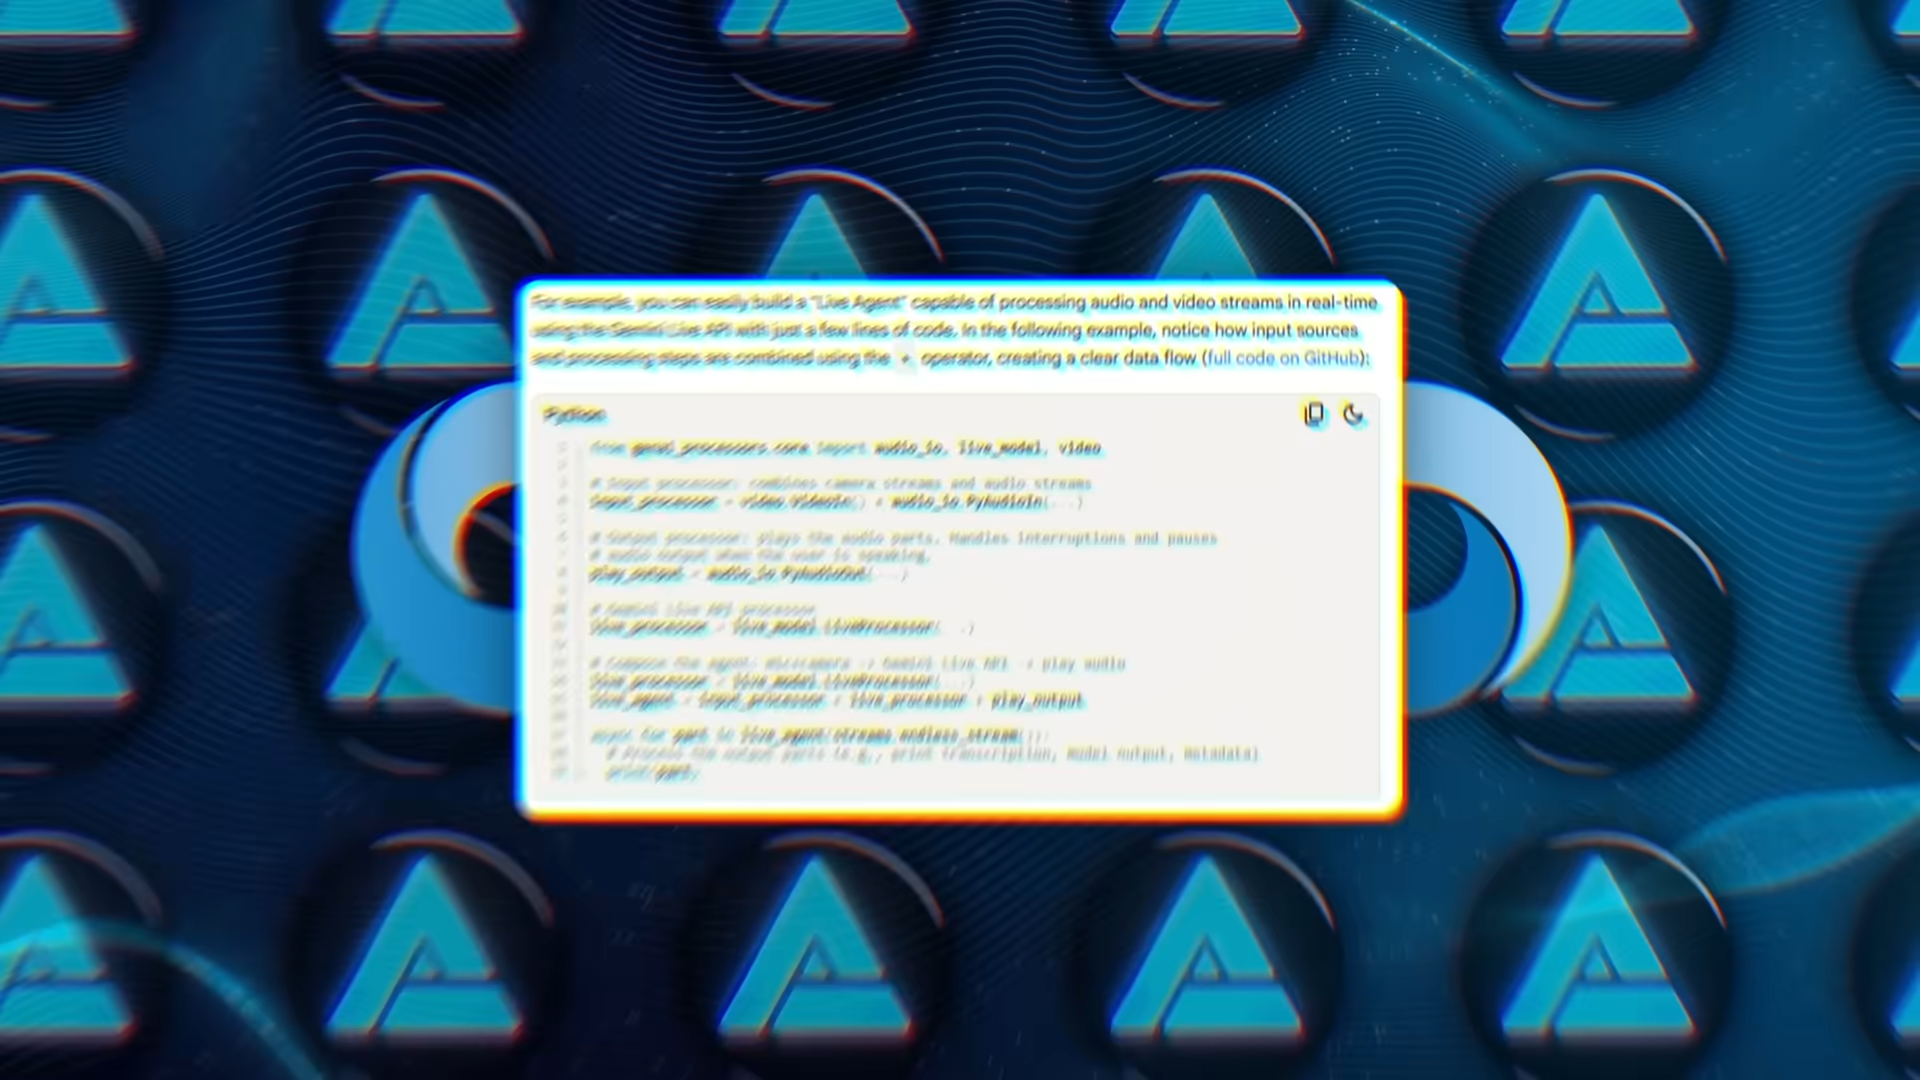 For example, you can easily build a "Live Agent" capable of processing audio and video streams in real-time
using the Gemini Live API with just a few lines of code. In the following example, notice how input sources
and processing steps are combined using the + operator, creating a clear data flow (full code on GitHub):
Python
from genai_processors.core import audio_io, live_model, video
# Input processor: combines camera streams and audio streams
input_processor = video.VideoIn() + audio_io.PyAudioIn(...)
# Output processor: plays the audio parts. Handles interruptions and pauses
# audio output when the user is speaking.
play_output = audio_io.PyAudioOut(...)
# Gemini Live API processor
live_processor = live_model.LiveProcessor(...)
# Compose the agent: mic+camera -> Gemini Live API -> play audio
live_processor = live_model.LiveProcessor(...)
live_agent = input_processor + live_processor + play_output
async for part in live_agent(streams.endless_stream()):
# Process the output parts (e.g., print transcription, model output, metadata)
print(part)